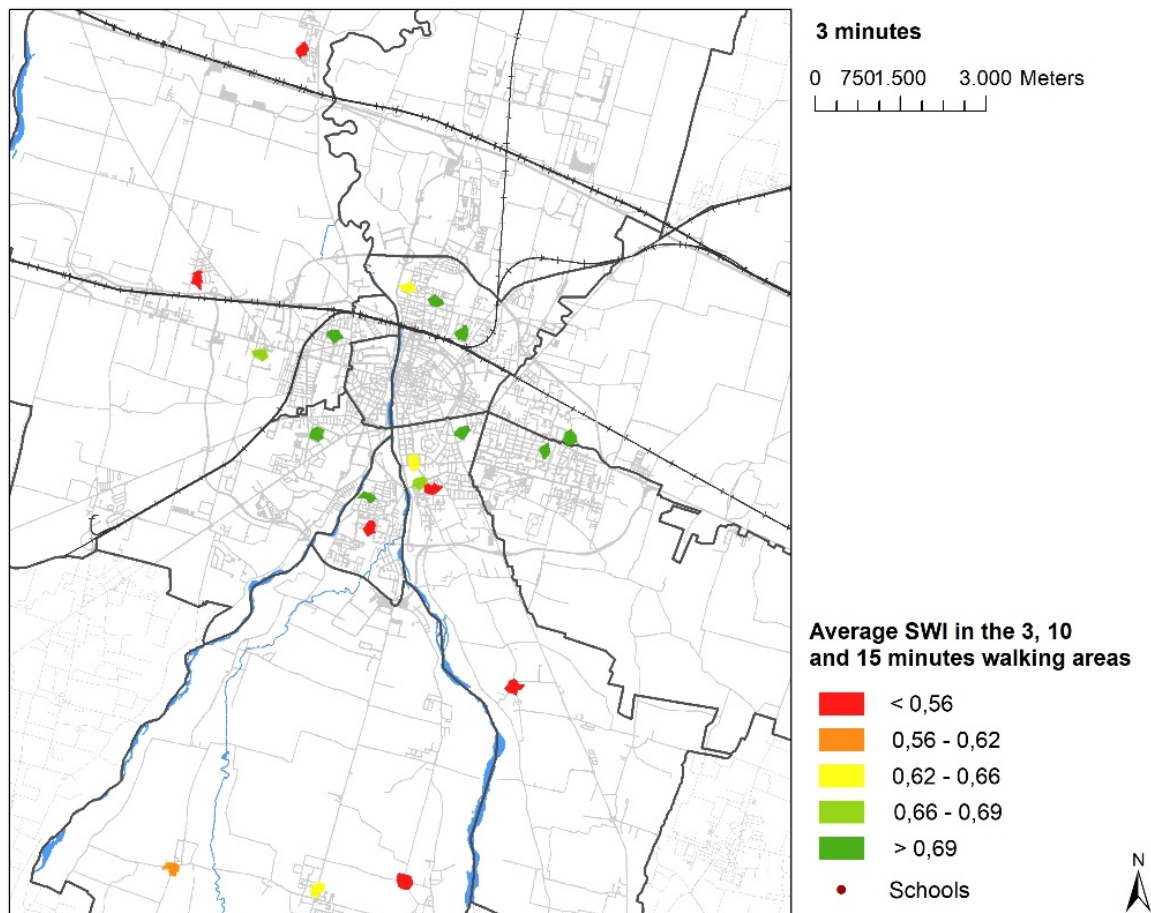 3 minutes
0 7501.500 3.000 Meters
Average SWI in the 3, 10
and 15 minutes walking areas
< 0,56
0,56 - 0,62
0,62 - 0,66
0,66 - 0,69
> 0,69
Schools
N